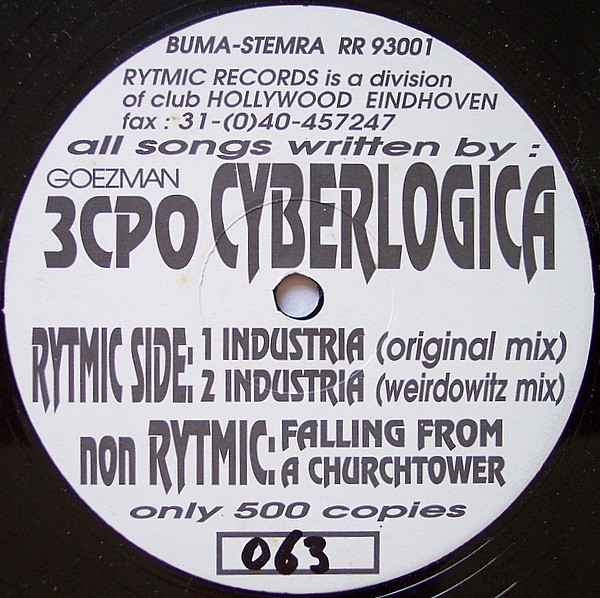 BUMA-STEMRA RR 93001
RYTMIC RECORDS is a division
of club HOLLYWOOD EINDHOVEN
fax : 31-(0)40-457247
all songs written by :
GOEZMAN
3CPO CYBERLOGICA
RYTMIC SIDE: 1 INDUSTRIA (original mix)
2 INDUSTRIA (weirdowitz mix)
non RYTMIC: FALLING FROM
A CHURCHTOWER
only 500 copies
063